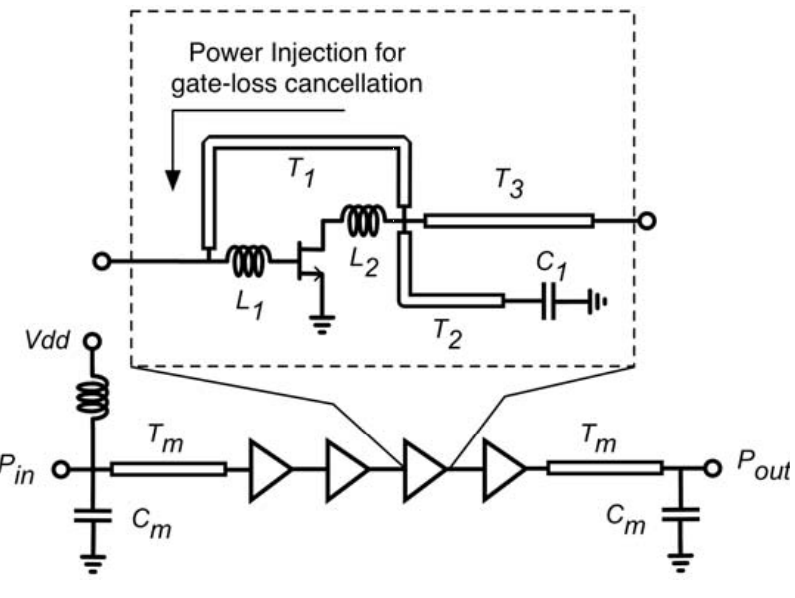 Power Injection for
gate-loss cancellation
T1
T3
L1
L2
C1
T2
Vdd
Tm
Tm
Pin
Pout
Cm
Cm